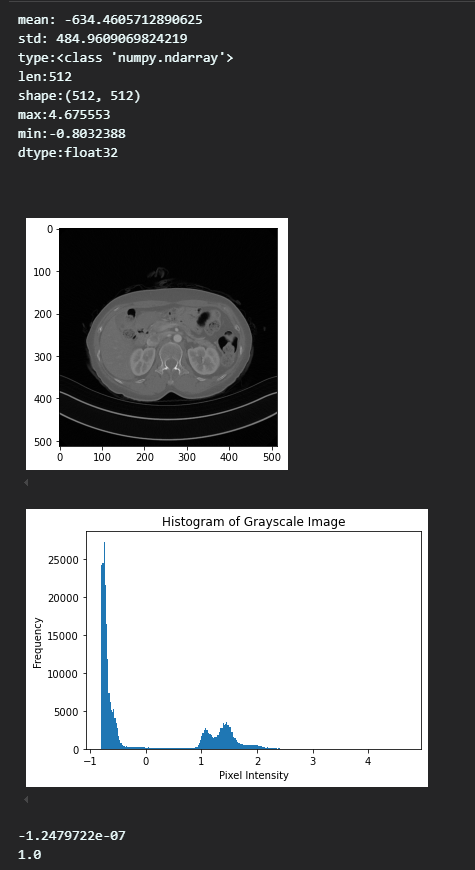 mean: -634.4605712890625
std: 484.9609069824219
type:<class 'numpy.ndarray'>
len:512
shape:(512, 512)
max:4.675553
min:-0.8032388
dtype:float32
0
100
200
300
400
500
0 100 200 300 400 500
Histogram of Grayscale Image
25000
20000
15000
10000
5000
0
Frequency
−1 0 1 2 3 4
Pixel Intensity
-1.2479722e-07
1.0